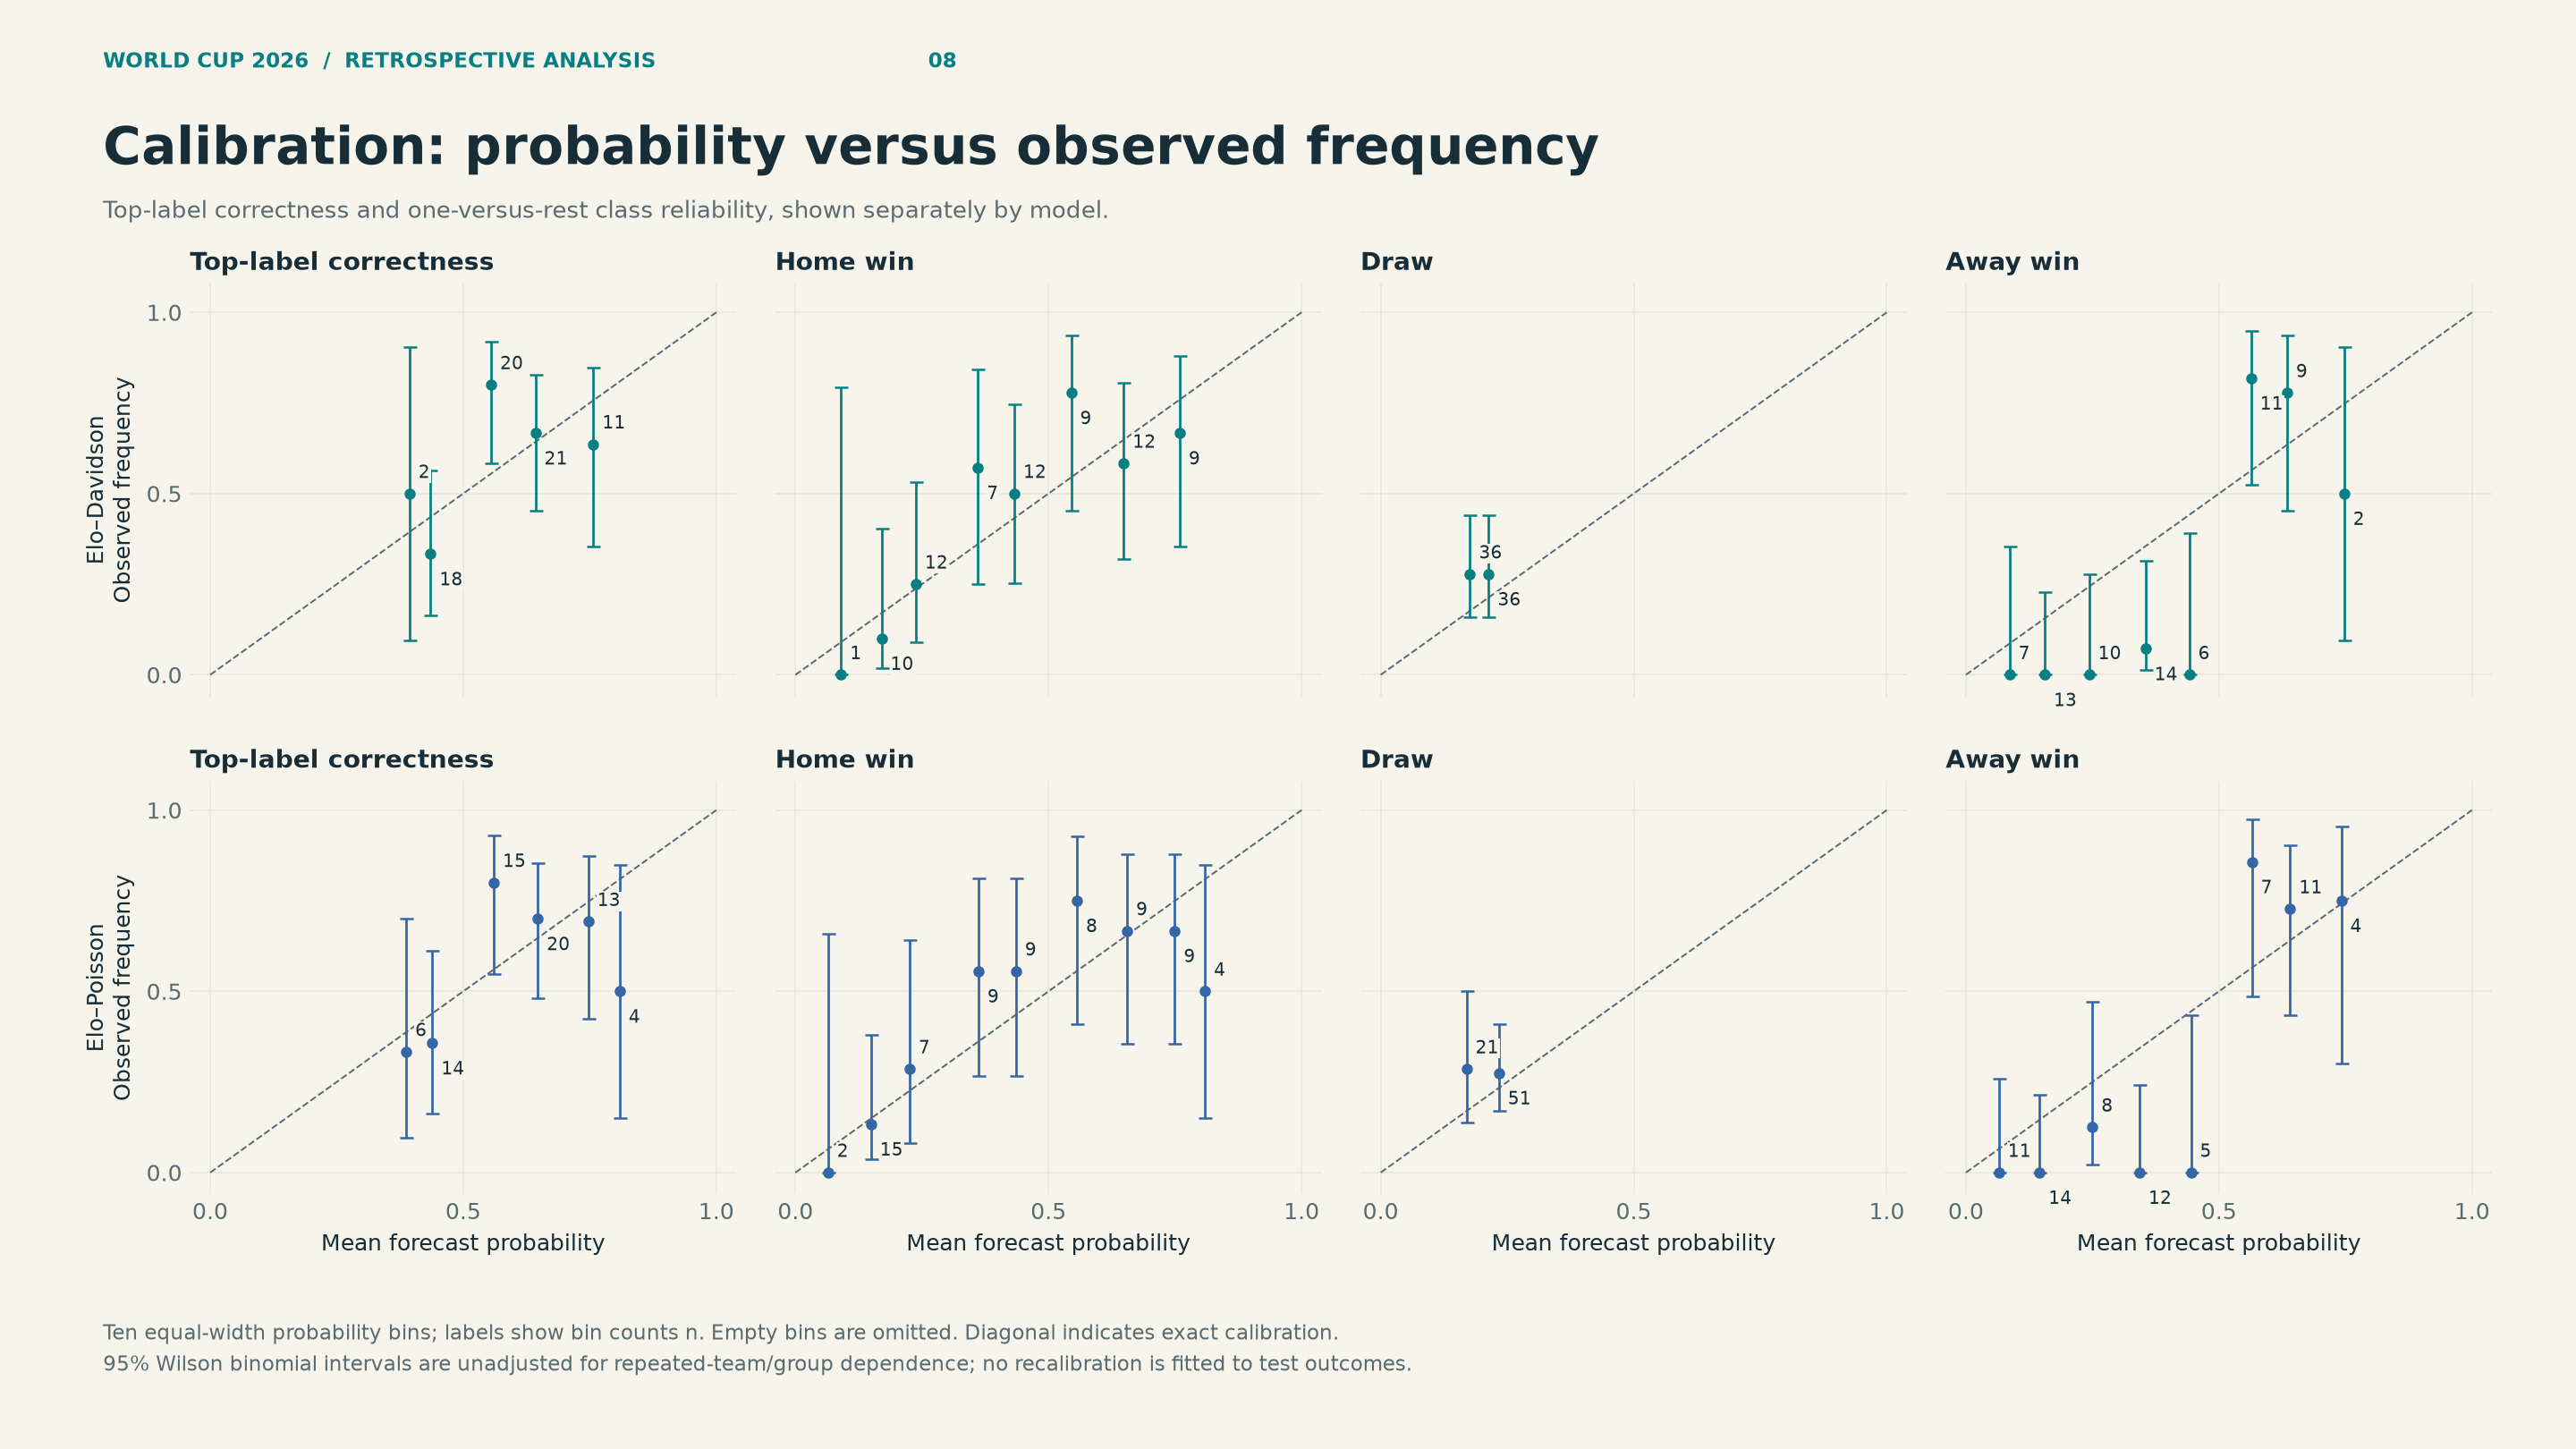 WORLD CUP 2026 / RETROSPECTIVE ANALYSIS 08
Calibration: probability versus observed frequency
Top-label correctness and one-versus-rest class reliability, shown separately by model.
Top-label correctness Home win Draw Away win
Elo–Davidson
Observed frequency
1.0
0.5
0.0
2 18 20 21 11
1 10 12 7 12 9 12 9
36 36
7 13 10 14 6 11 9 2
Top-label correctness Home win Draw Away win
Elo–Poisson
Observed frequency
1.0
0.5
0.0
6 14 15 20 13 4
2 15 7 9 9 8 9 9 4
21 51
11 14 8 12 5 7 11 4
0.0 0.5 1.0 0.0 0.5 1.0 0.0 0.5 1.0 0.0 0.5 1.0
Mean forecast probability Mean forecast probability Mean forecast probability Mean forecast probability
Ten equal-width probability bins; labels show bin counts n. Empty bins are omitted. Diagonal indicates exact calibration.
95% Wilson binomial intervals are unadjusted for repeated-team/group dependence; no recalibration is fitted to test outcomes.